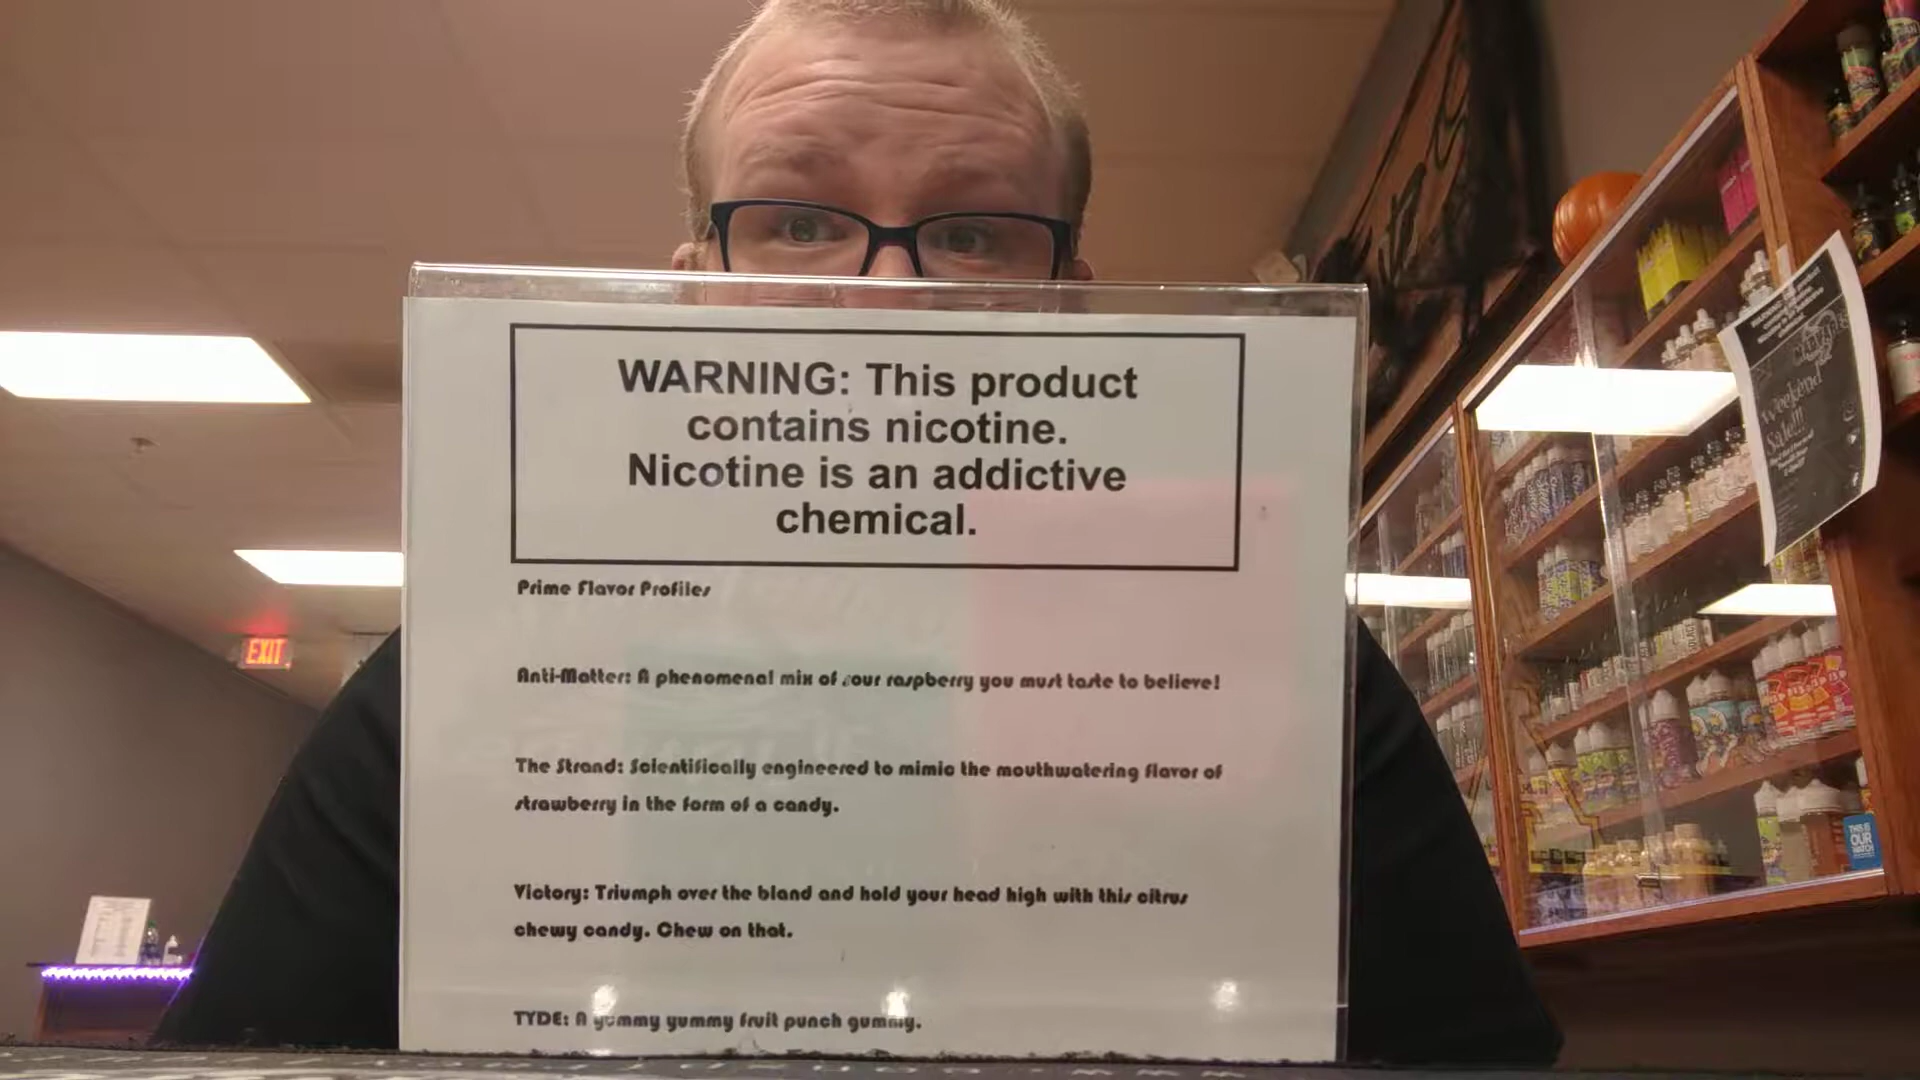 WARNING: This product
contains nicotine.
Nicotine is an addictive
chemical.
Prime Flavor Profiles
Anti-Matter: A phenomenal mix of sour raspberry you must taste to believe!
The Strand: Scientifically engineered to mimic the mouthwatering flavor of
strawberry in the form of a candy.
Victory: Triumph over the bland and hold your head high with this citrus
chewy candy. Chew on that.
TYDE: A yummy yummy fruit punch gummy.
EXIT
Weekend
Sale!!!
THIS IS
OUR
WATCH